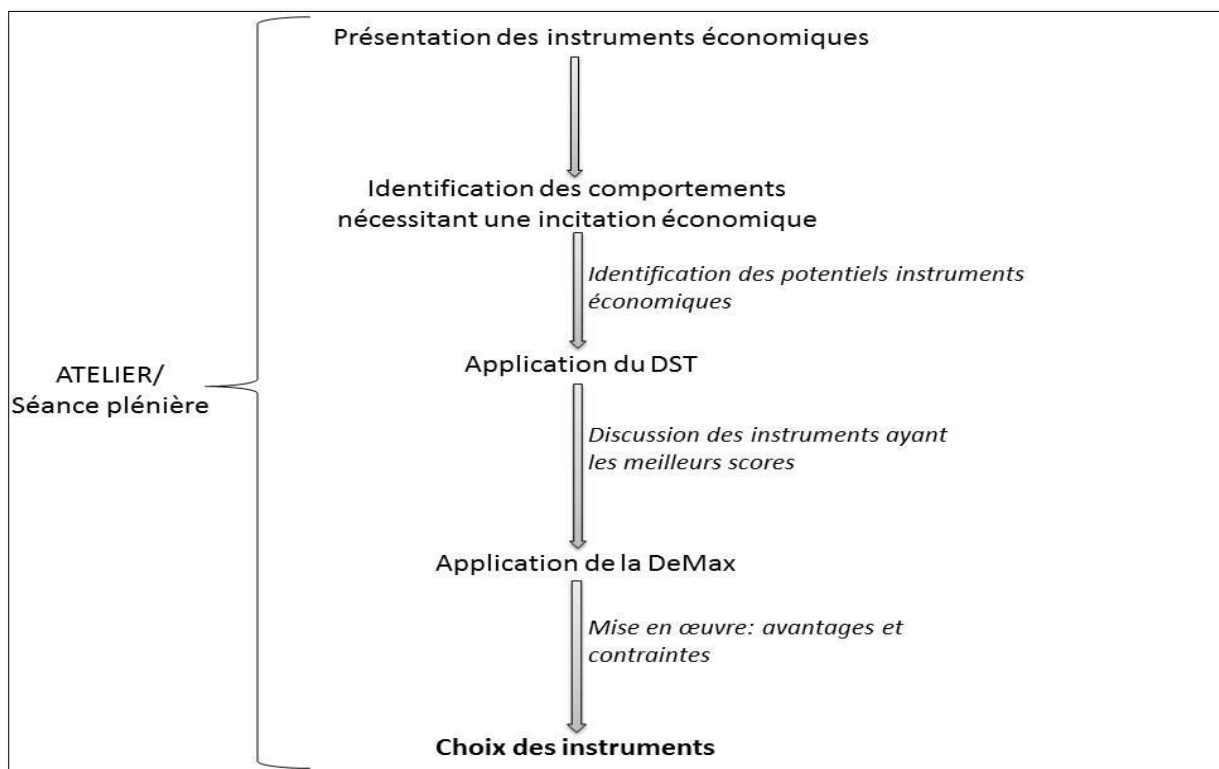 Présentation des instruments économiques
Identification des comportements
nécessitant une incitation économique
Identification des potentiels instruments
économiques
Application du DST
ATELIER/
Séance plénière
Discussion des instruments ayant
les meilleurs scores
Application de la DeMax
Mise en œuvre: avantages et
contraintes
Choix des instruments